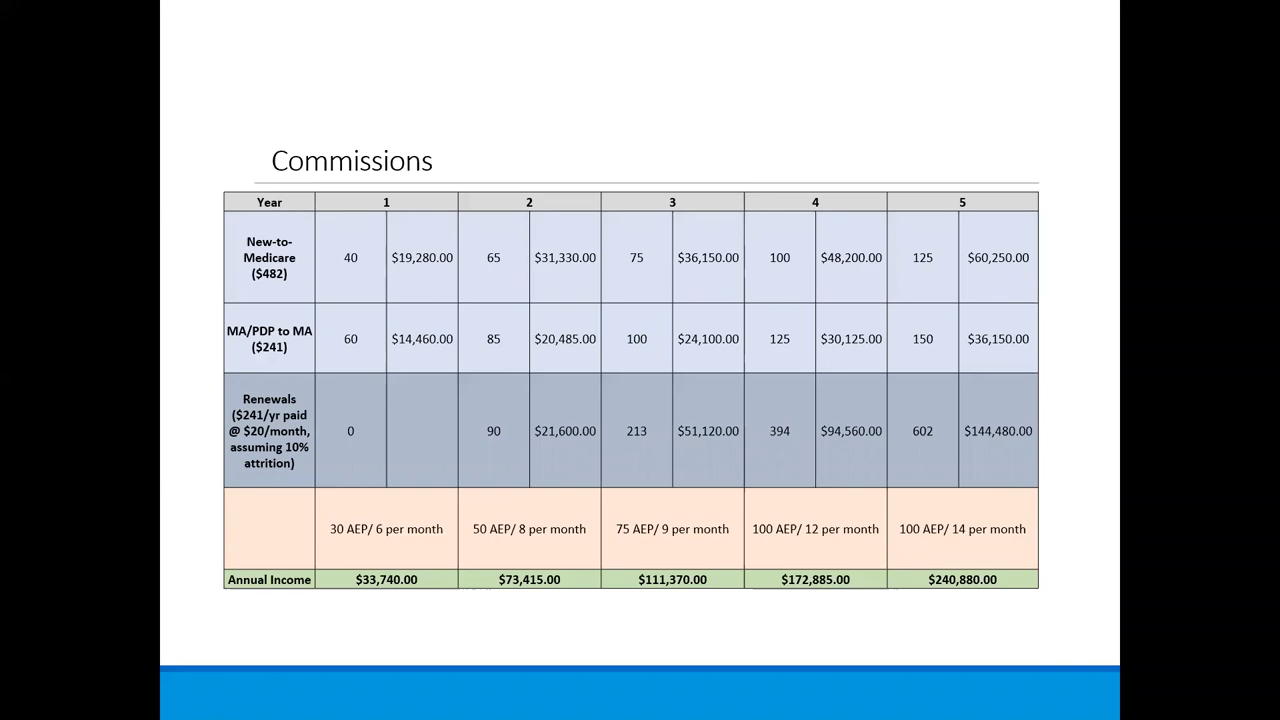 Commissions
Year 1 2 3 4 5
New-to-
Medicare
($482)
40 $19,280.00 65 $31,330.00 75 $36,150.00 100 $48,200.00 125 $60,250.00
MA/PDP to MA
($241)
60 $14,460.00 85 $20,485.00 100 $24,100.00 125 $30,125.00 150 $36,150.00
Renewals
($241/yr paid
@ $20/month,
assuming 10%
attrition)
0 90 $21,600.00 213 $51,120.00 394 $94,560.00 602 $144,480.00
30 AEP/ 6 per month 50 AEP/ 8 per month 75 AEP/ 9 per month 100 AEP/ 12 per month 100 AEP/ 14 per month
Annual Income $33,740.00 $73,415.00 $111,370.00 $172,885.00 $240,880.00